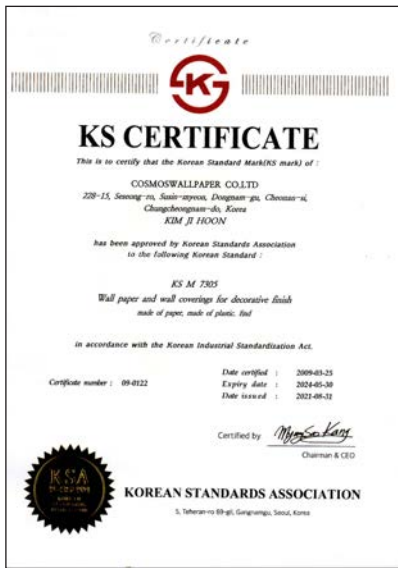 Certificate
KS
KS CERTIFICATE
This is to certify that the Korean Standard Mark(KS mark) of :
COSMOSWALLPAPER CO.,LTD
228-15, Seseong-ro, Susin-myeon, Dongnam-gu, Cheonan-si,
Chungcheongnam-do, Korea
KIM JI HOON
has been approved by Korean Standards Association
to the following Korean Standard :
KS M 7305
Wall paper and wall coverings for decorative finish
made of paper, made of plastic. End
in accordance with the Korean Industrial Standardization Act.
Certificate number : 09-0122
Date certified : 2009-03-25
Expiry date : 2024-05-30
Date issued : 2021-08-31
Certified by
Chairman & CEO
KSA
KOREAN STANDARDS ASSOCIATION
5, Teheran-ro 69-gil, Gangnamgu, Seoul, Korea